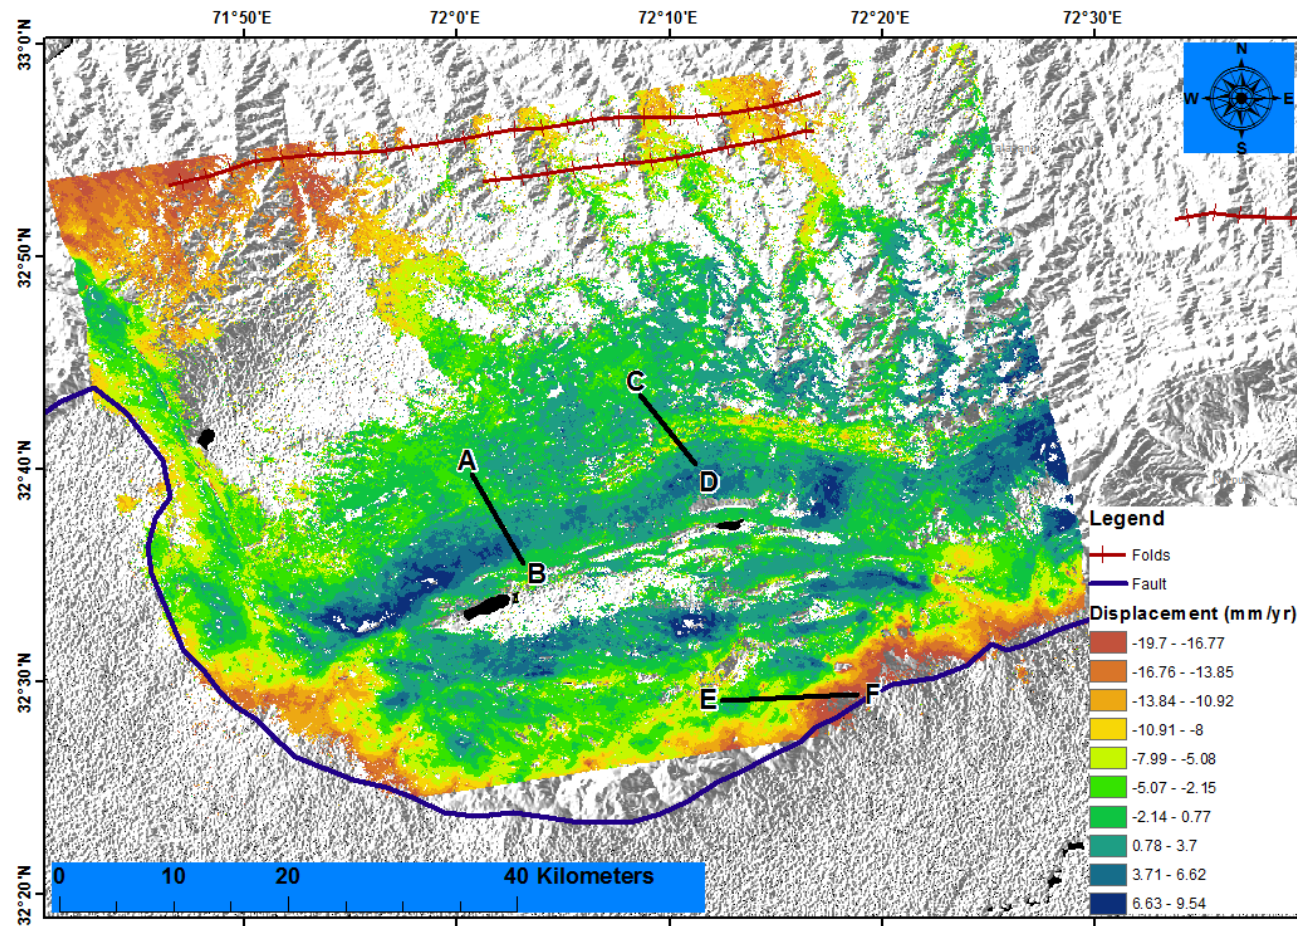 71°50'E 72°0'E 72°10'E 72°20'E 72°30'E
33°0'N
32°50'N
32°40'N
32°30'N
32°20'N
N
W E
S
C
A
D
B
E F
Legend
Folds
Fault
Displacement (mm/yr)
-19.7 - -16.77
-16.76 - -13.85
-13.84 - -10.92
-10.91 - -8
-7.99 - -5.08
-5.07 - -2.15
-2.14 - 0.77
0.78 - 3.7
3.71 - 6.62
6.63 - 9.54
0 10 20 40 Kilometers